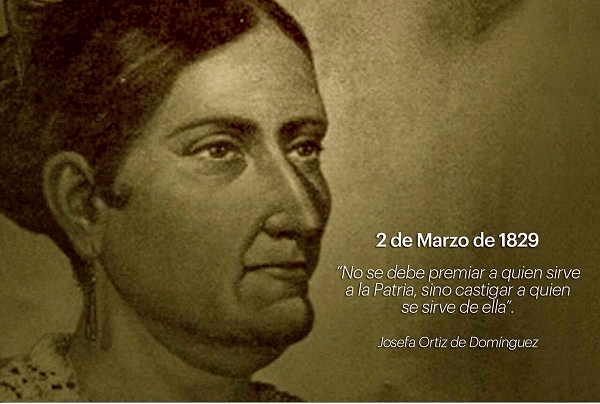 2 de Marzo de 1829
“No se debe premiar a quien sirve
a la Patria, sino castigar a quien
se sirve de ella”.
Josefa Ortiz de Domínguez